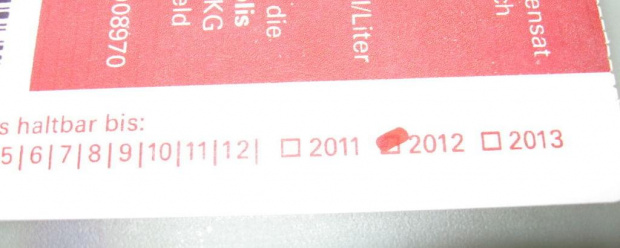 ensat
ch
l/Liter
die
lis
KG
eld
08970
s haltbar bis:
5|6|7|8|9|10|11|12| ☐ 2011 ☐ 2012 ☐ 2013